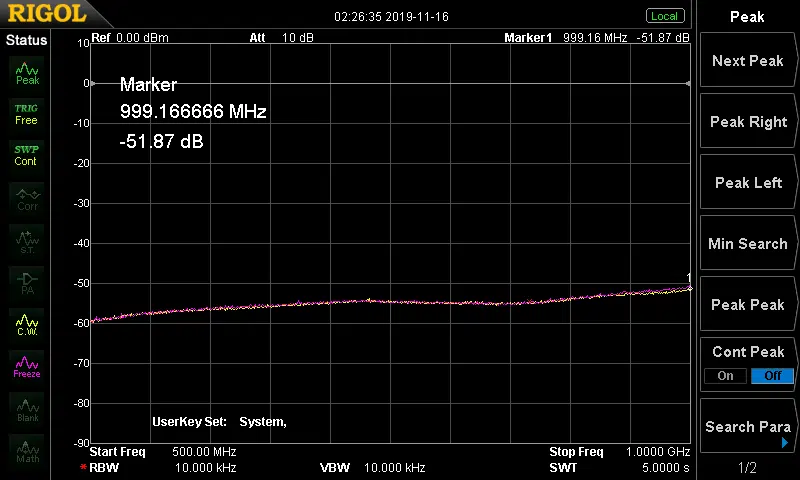 RIGOL
02:26:35 2019-11-16
Local
Peak
Status
Ref 0.00 dBm Att 10 dB Marker1 999.16 MHz -51.87 dB
Peak
TRIG
Free
SWP
Cont
Corr
S.T.
PA
C.W.
Freeze
Blank
Math
10
0
-10
-20
-30
-40
-50
-60
-70
-80
-90
Marker
999.166666 MHz
-51.87 dB
1
UserKey Set: System,
Start Freq 500.00 MHz Stop Freq 1.0000 GHz
*RBW 10.000 kHz VBW 10.000 kHz SWT 5.0000 s
Next Peak
Peak Right
Peak Left
Min Search
Peak Peak
Cont Peak
On Off
Search Para
1/2